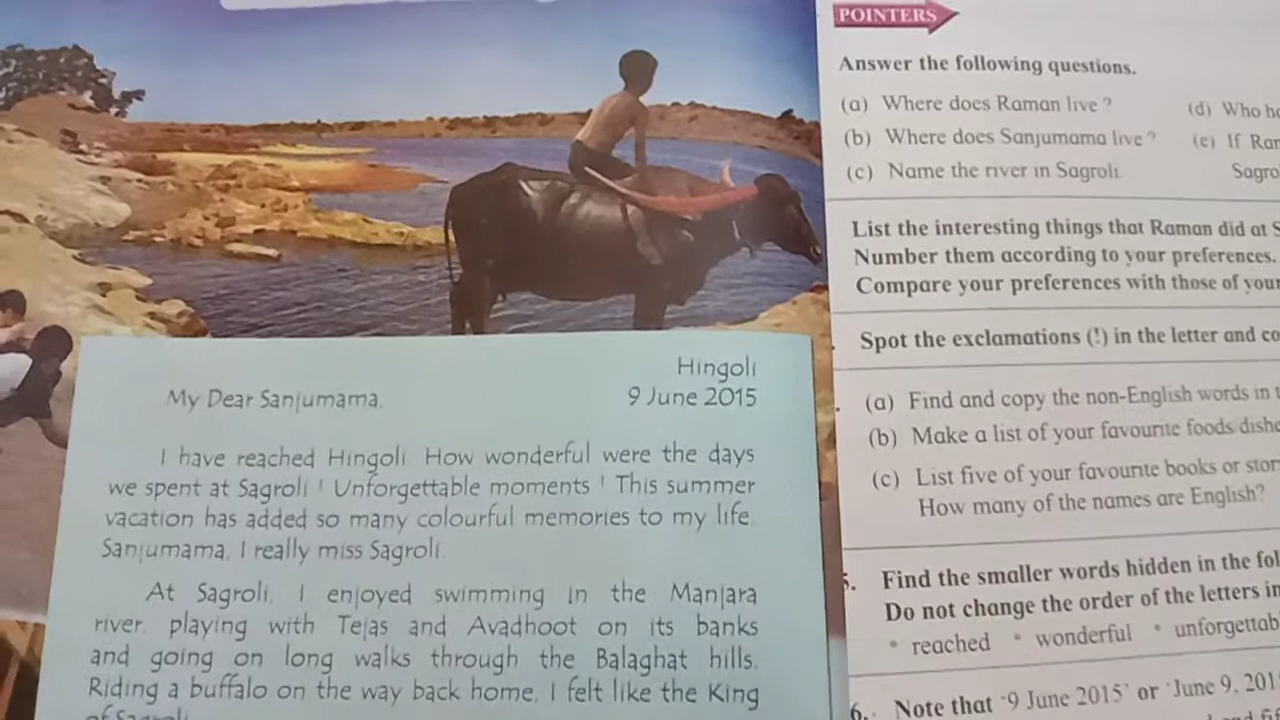 Hingoli
9 June 2015
My Dear Sanjumama,
I have reached Hingoli. How wonderful were the days
we spent at Sagroli ! Unforgettable moments ! This summer
vacation has added so many colourful memories to my life.
Sanjumama, I really miss Sagroli.
At Sagroli, I enjoyed swimming in the Manjara
river, playing with Tejas and Avadhoot on its banks
and going on long walks through the Balaghat hills.
Riding a buffalo on the way back home, I felt like the King
of Sagroli
POINTERS
Answer the following questions.
(a) Where does Raman live ?
(b) Where does Sanjumama live ?
(c) Name the river in Sagroli.
(d) Who
(e) If
List the interesting things that Raman did at
Number them according to your preferences.
Compare your preferences with those of
Spot the exclamations (!) in the letter and
(a) Find and copy the non-English words in
(b) Make a list of your favourite foods
(c) List five of your favourite books or
How many of the names are English?
5. Find the smaller words hidden in the
Do not change the order of the letters
* reached * wonderful *
6. Note that '9 June 2015' or 'June 9,